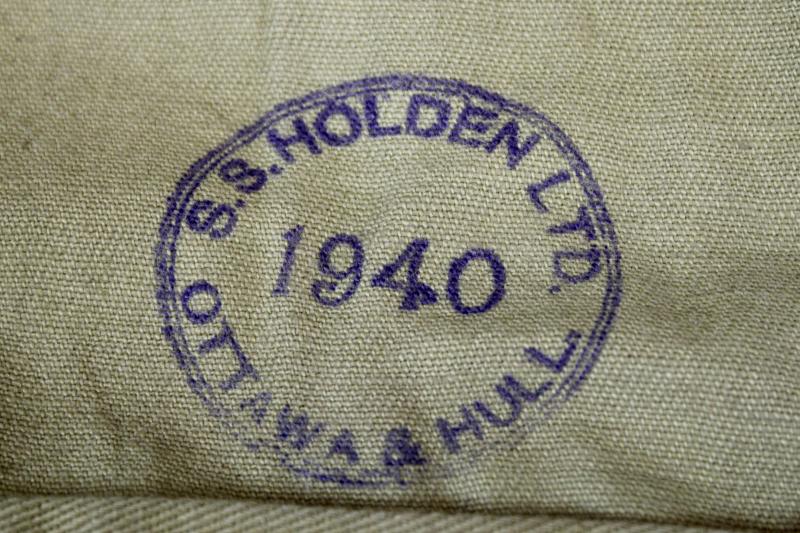 S.S. HOLDEN LTD.
1940
OTTAWA & HULL.